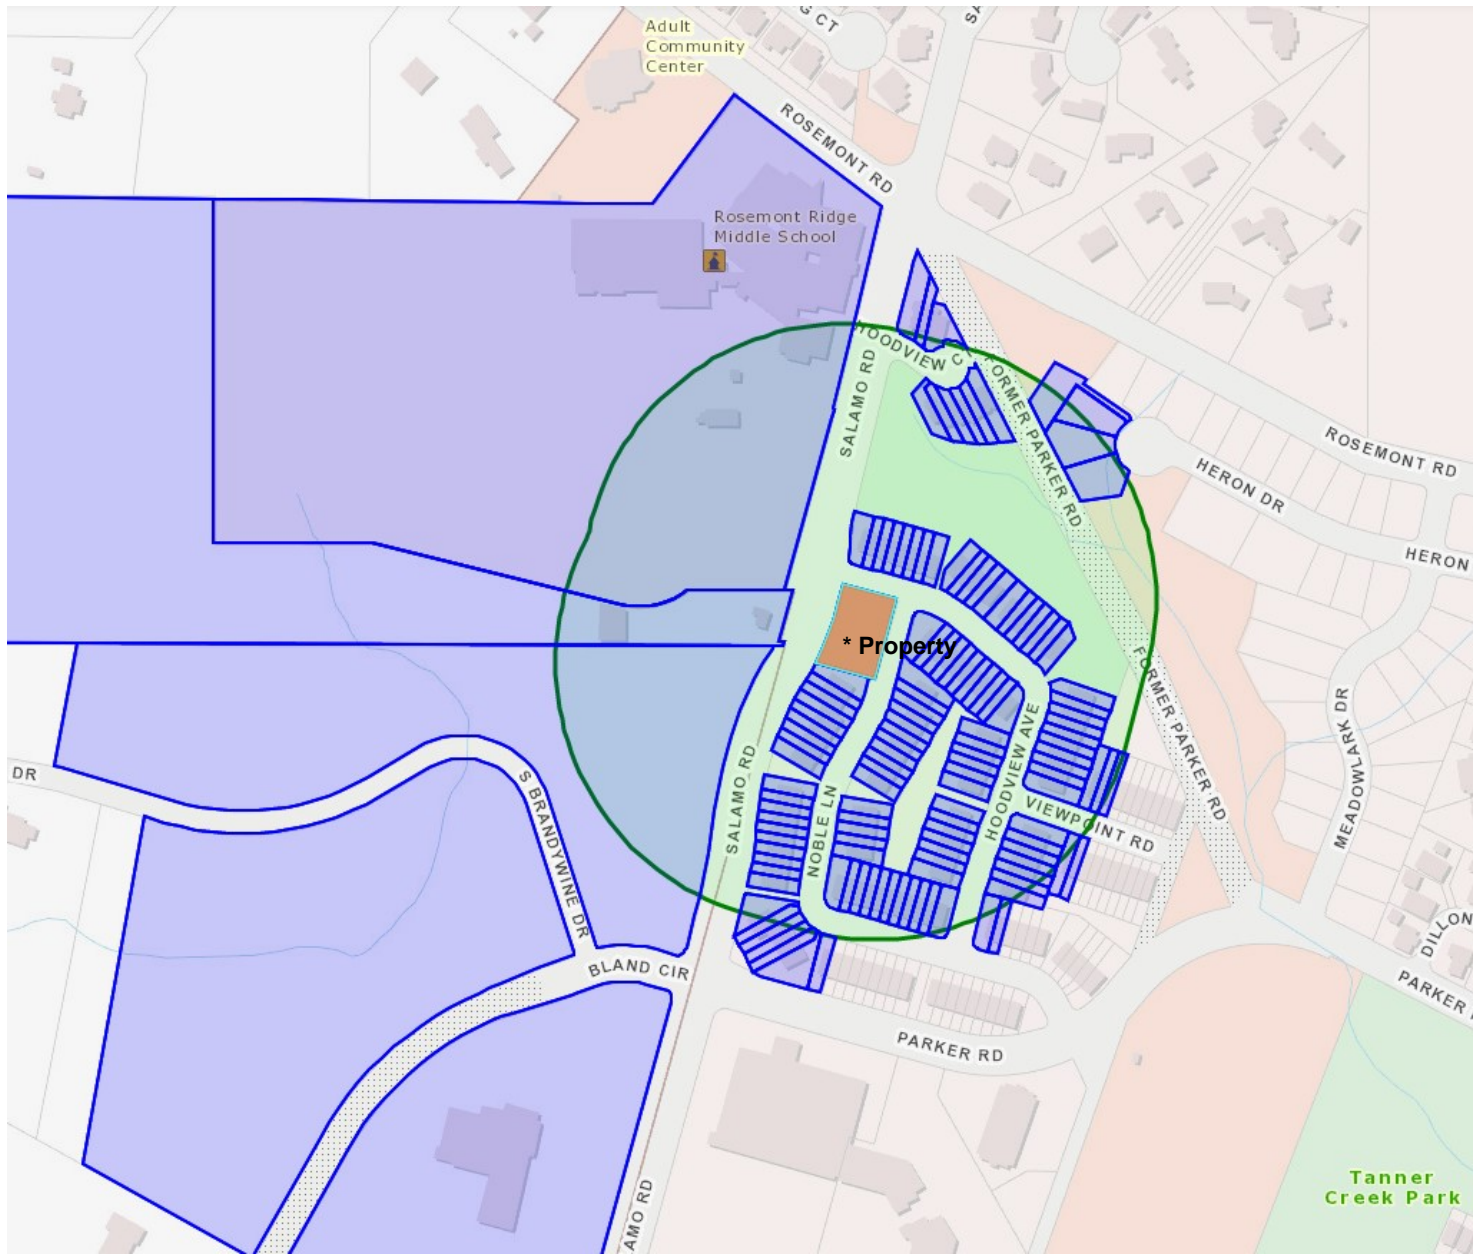 G CT
SA
Adult
Community
Center
ROSEMONT RD
Rosemont Ridge
Middle School
HOODVIEW C
SALAMO RD
FORMER PARKER RD
ROSEMONT RD
HERON DR
HERON
* Property
FORMER PARKER RD
MEADOWLARK DR
DR
S BRANDYWINE DR
SALAMO RD
NOBLE LN
HOODVIEW AVE
VIEWPOINT RD
DILLON
BLAND CIR
PARKER
PARKER RD
AMO RD
Tanner
Creek Park